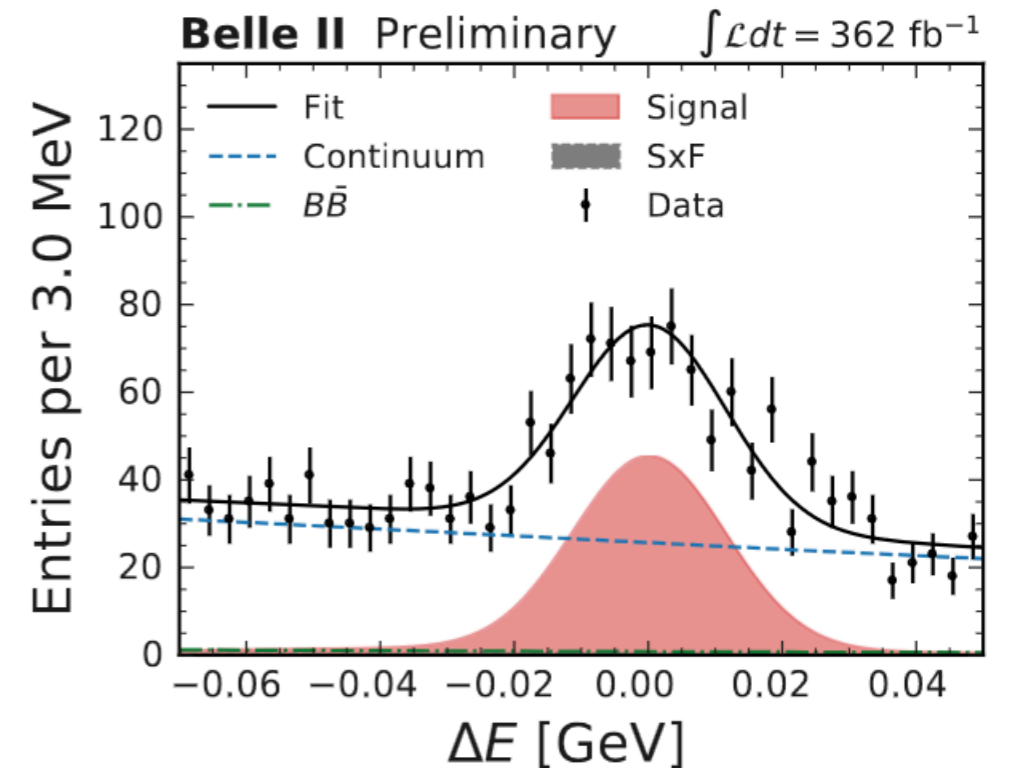 Belle II Preliminary ∫ℒdt = 362 fb⁻¹
Entries per 3.0 MeV
120
100
80
60
40
20
0
Fit
Continuum
BB̄
Signal
SxF
Data
−0.06 −0.04 −0.02 0.00 0.02 0.04
ΔE [GeV]